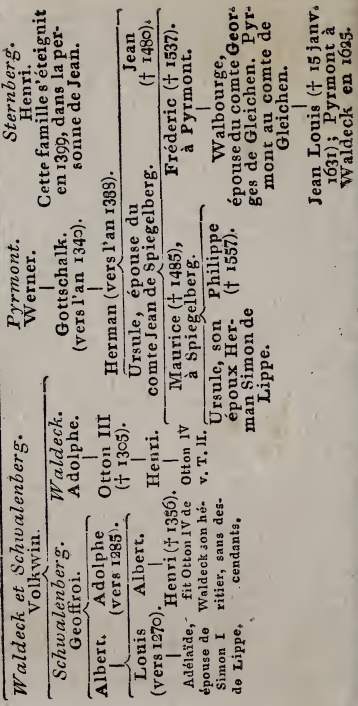 Waldeck et Schwalenberg.
Volkwin.
Schwalenberg.
Geoffroi.
Albert.
Adolphe
(vers 1285).
Louis
(vers 1270).
Albert.
Henri († 1356).
Adélaïde,
épouse de
Simon I
de Lippe.
fit Otton IV de
Waldeck son hé-
ritier, sans des-
cendants.
Waldeck.
Adolphe.
Otton III
(† 1305).
Henri.
Otton IV
v. T. II.
Pyrmont.
Werner.
Gottschalk.
(vers l'an 1340).
Herman (vers l'an 1389).
Ursule, épouse du
comte Jean de Spiegelberg.
Jean
(† 1480).
Maurice († 1485),
à Spiegelberg.
Fréderic († 1537).
à Pyrmont.
Ursule, son
époux Her-
man Simon de
Lippe.
Philippe
(† 1557).
Walbourge,
épouse du comte Geor-
ges de Gleichen. Pyr-
mont au comte de
Gleichen.
Jean Louis († 15 janv.
1631); Pyrmont à
Waldeck en 1625.
Sternberg.
Henri.
Cette famille s'éteignit
en 1399, dans la per-
sonne de Jean.